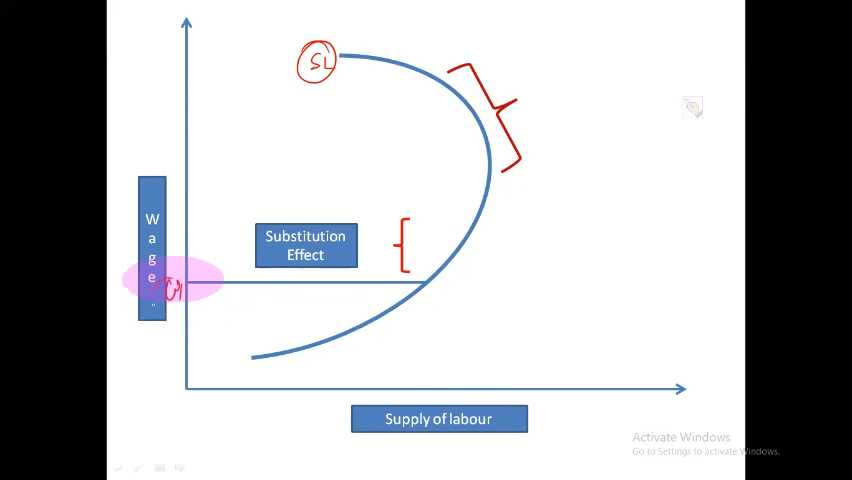 SL
W
a
g
e
Substitution
Effect
Supply of labour
Activate Windows
Go to Settings to activate Windows.